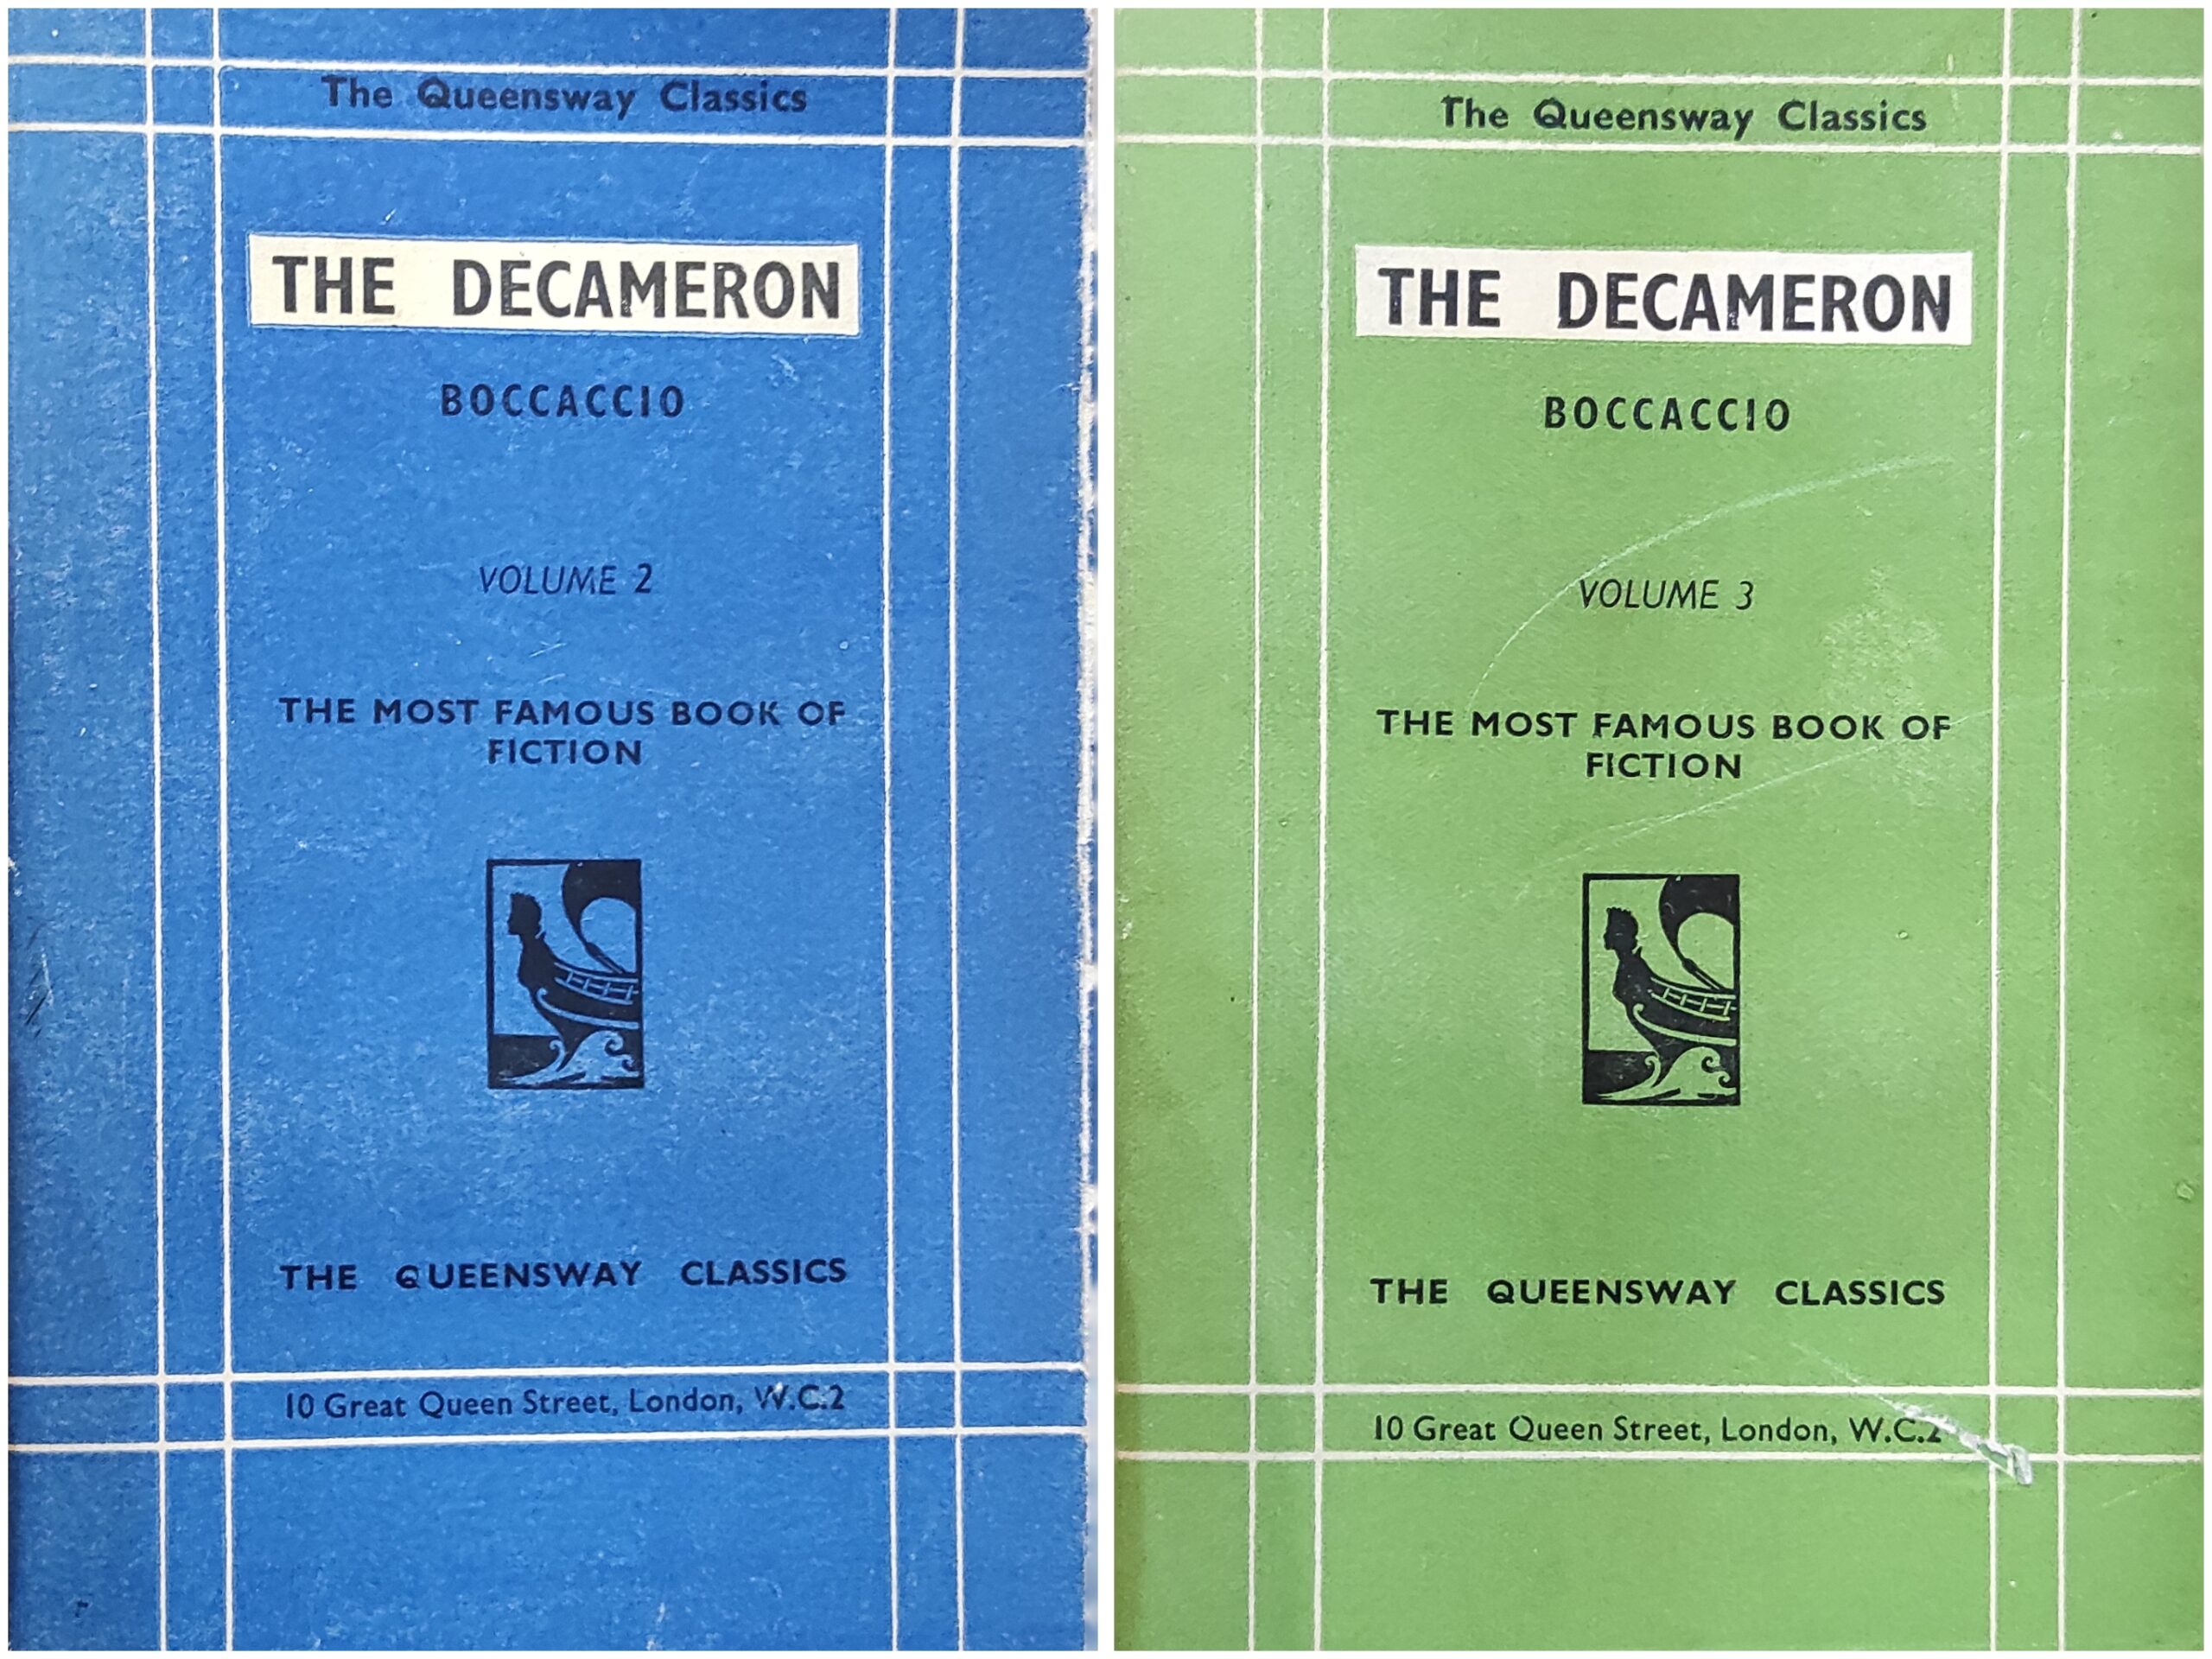 The Queensway Classics
THE DECAMERON
BOCCACCIO
VOLUME 2
THE MOST FAMOUS BOOK OF
FICTION
THE QUEENSWAY CLASSICS
10 Great Queen Street, London, W.C.2
The Queensway Classics
THE DECAMERON
BOCCACCIO
VOLUME 3
THE MOST FAMOUS BOOK OF
FICTION
THE QUEENSWAY CLASSICS
10 Great Queen Street, London, W.C.2